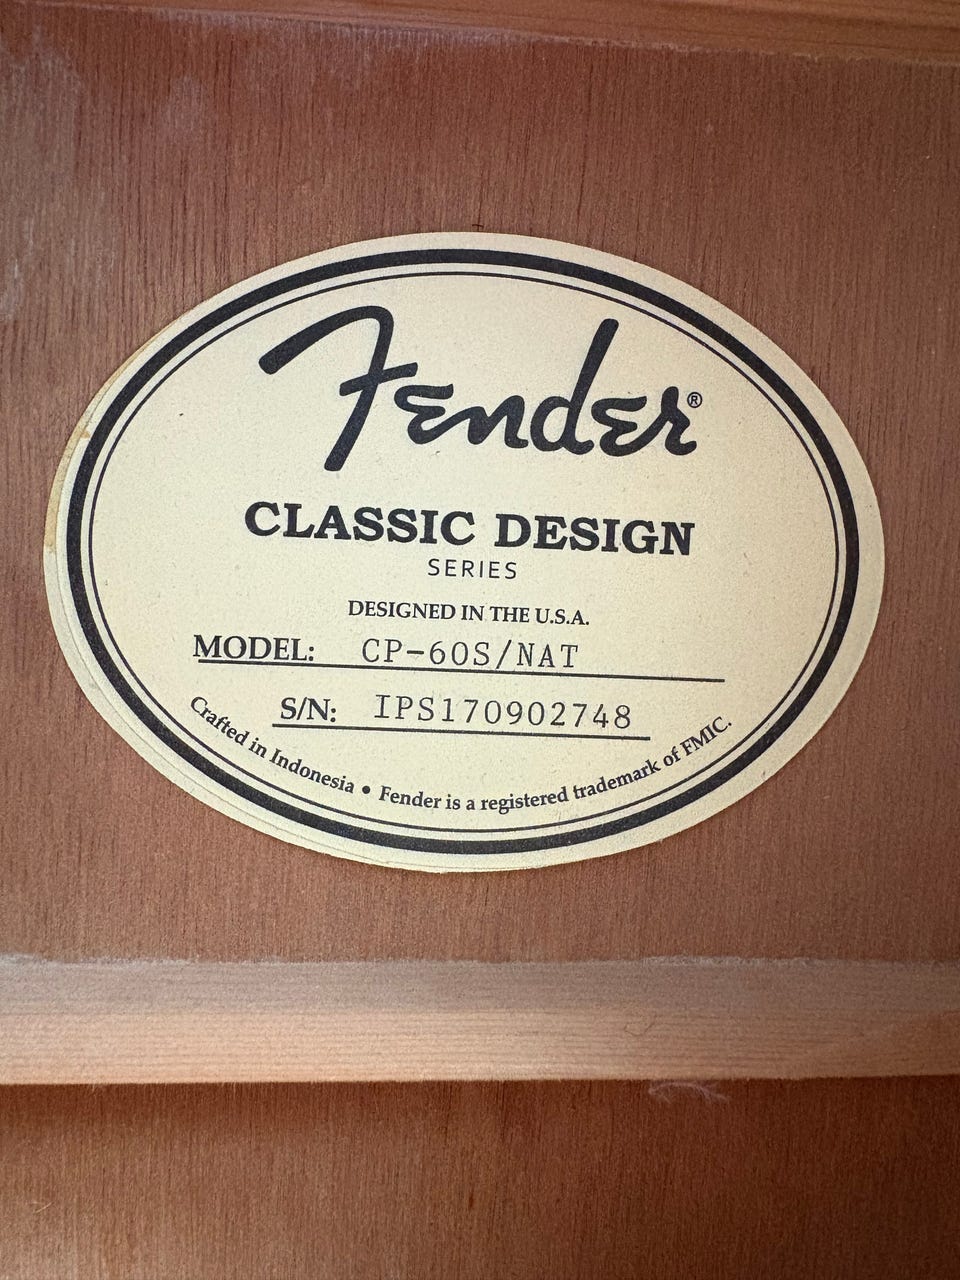 Fender®
CLASSIC DESIGN
SERIES
DESIGNED IN THE U.S.A.
MODEL: CP-60S/NAT
S/N: IPS170902748
Crafted in Indonesia • Fender is a registered trademark of FMIC.